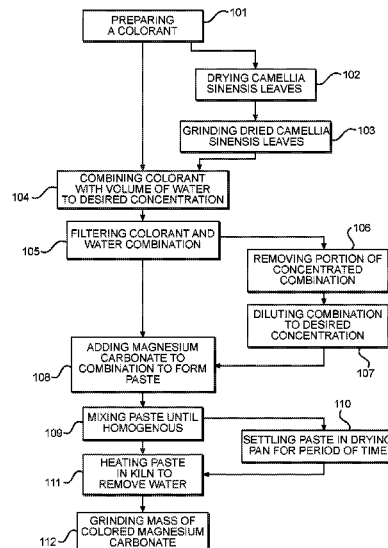 PREPARING
A COLORANT
101
DRYING CAMELLIA
SINENSIS LEAVES
102
GRINDING DRIED CAMELLIA
SINENSIS LEAVES
103
COMBINING COLORANT
WITH VOLUME OF WATER
TO DESIRED CONCENTRATION
104
FILTERING COLORANT AND
WATER COMBINATION
105
106
REMOVING PORTION OF
CONCENTRATED
COMBINATION
DILUTING COMBINATION
TO DESIRED
CONCENTRATION
107
ADDING MAGNESIUM
CARBONATE TO
COMBINATION TO FORM
PASTE
108
MIXING PASTE UNTIL
HOMOGENOUS
109
110
SETTLING PASTE IN DRYING
PAN FOR PERIOD OF TIME
HEATING PASTE
IN KILN TO
REMOVE WATER
111
GRINDING MASS OF
COLORED MAGNESIUM
CARBONATE
112